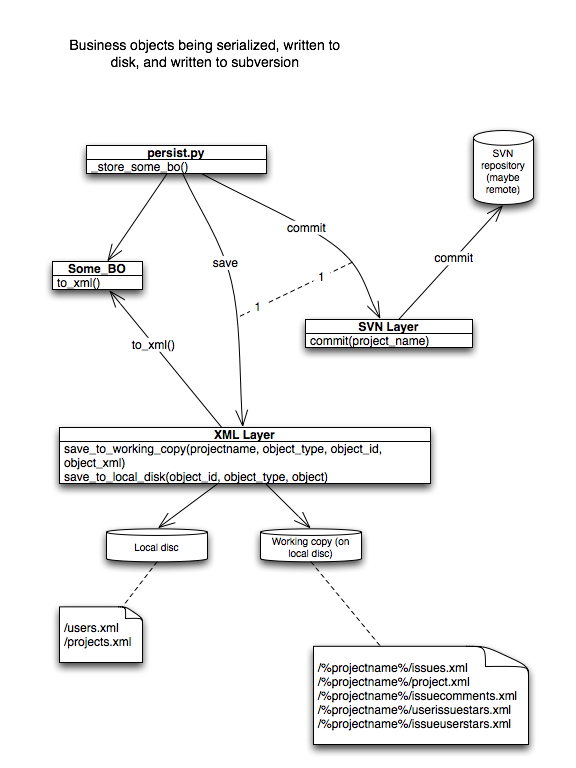 Business objects being serialized, written to
disk, and written to subversion
persist.py
_store_some_bo()
SVN
repository
(maybe
remote)
commit
save
commit
Some_BO
to_xml()
1
1
SVN Layer
commit(project_name)
to_xml()
XML Layer
save_to_working_copy(projectname, object_type, object_id,
object_xml)
save_to_local_disk(object_id, object_type, object)
Local disc
Working copy (on
local disc)
/users.xml
/projects.xml
/%projectname%/issues.xml
/%projectname%/project.xml
/%projectname%/issuecomments.xml
/%projectname%/userissuestars.xml
/%projectname%/issueuserstars.xml